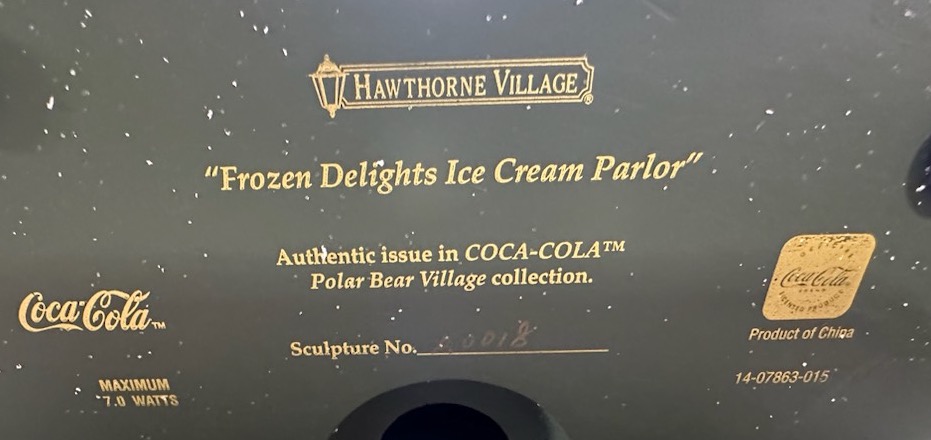 HAWTHORNE VILLAGE®
“Frozen Delights Ice Cream Parlor”
Authentic issue in COCA-COLA™
Polar Bear Village collection.
Coca-Cola™
Coca-Cola
Product of China
Sculpture No.
14-07863-015
MAXIMUM
7.0 WATTS